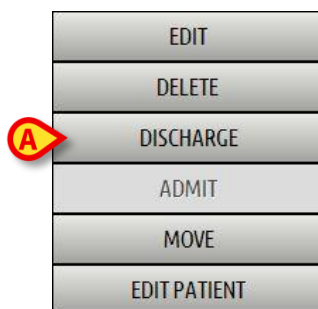 EDIT
DELETE
A
DISCHARGE
ADMIT
MOVE
EDIT PATIENT